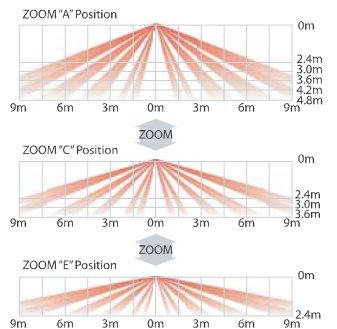 ZOOM "A" Position
0m
2.4m
3.0m
3.6m
4.2m
4.8m
9m 6m 3m 0m 3m 6m 9m
ZOOM
ZOOM "C" Position
0m
2.4m
3.0m
3.6m
9m 6m 3m 0m 3m 6m 9m
ZOOM
ZOOM "E" Position
0m
2.4m
9m 6m 3m 0m 3m 6m 9m